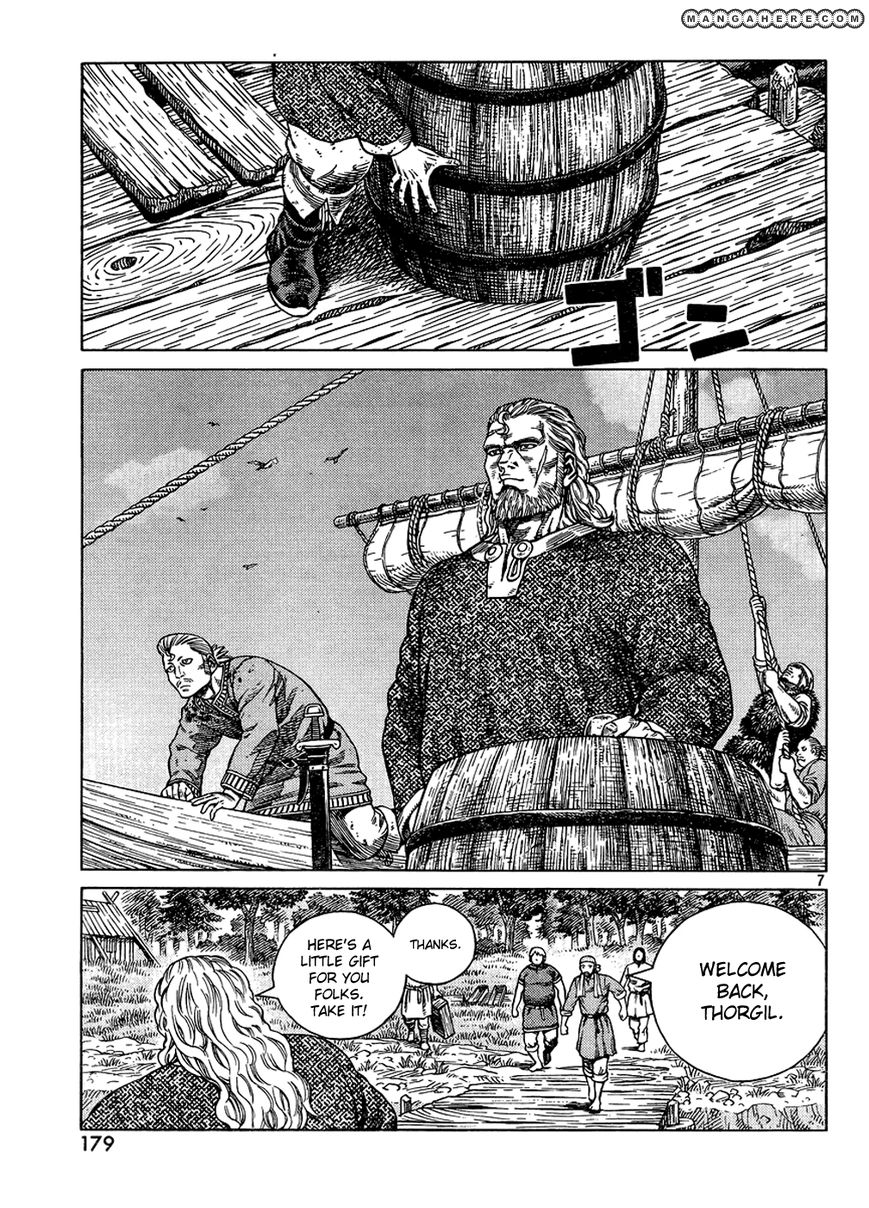 MANGAHERE.COM
ゴン
7
WELCOME
BACK,
THORGIL.
THANKS.
HERE'S A
LITTLE GIFT
FOR YOU
FOLKS.
TAKE IT!
179